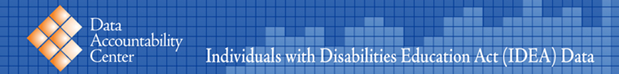 Data
Accountability
Center
Individuals with Disabilities Education Act (IDEA) Data